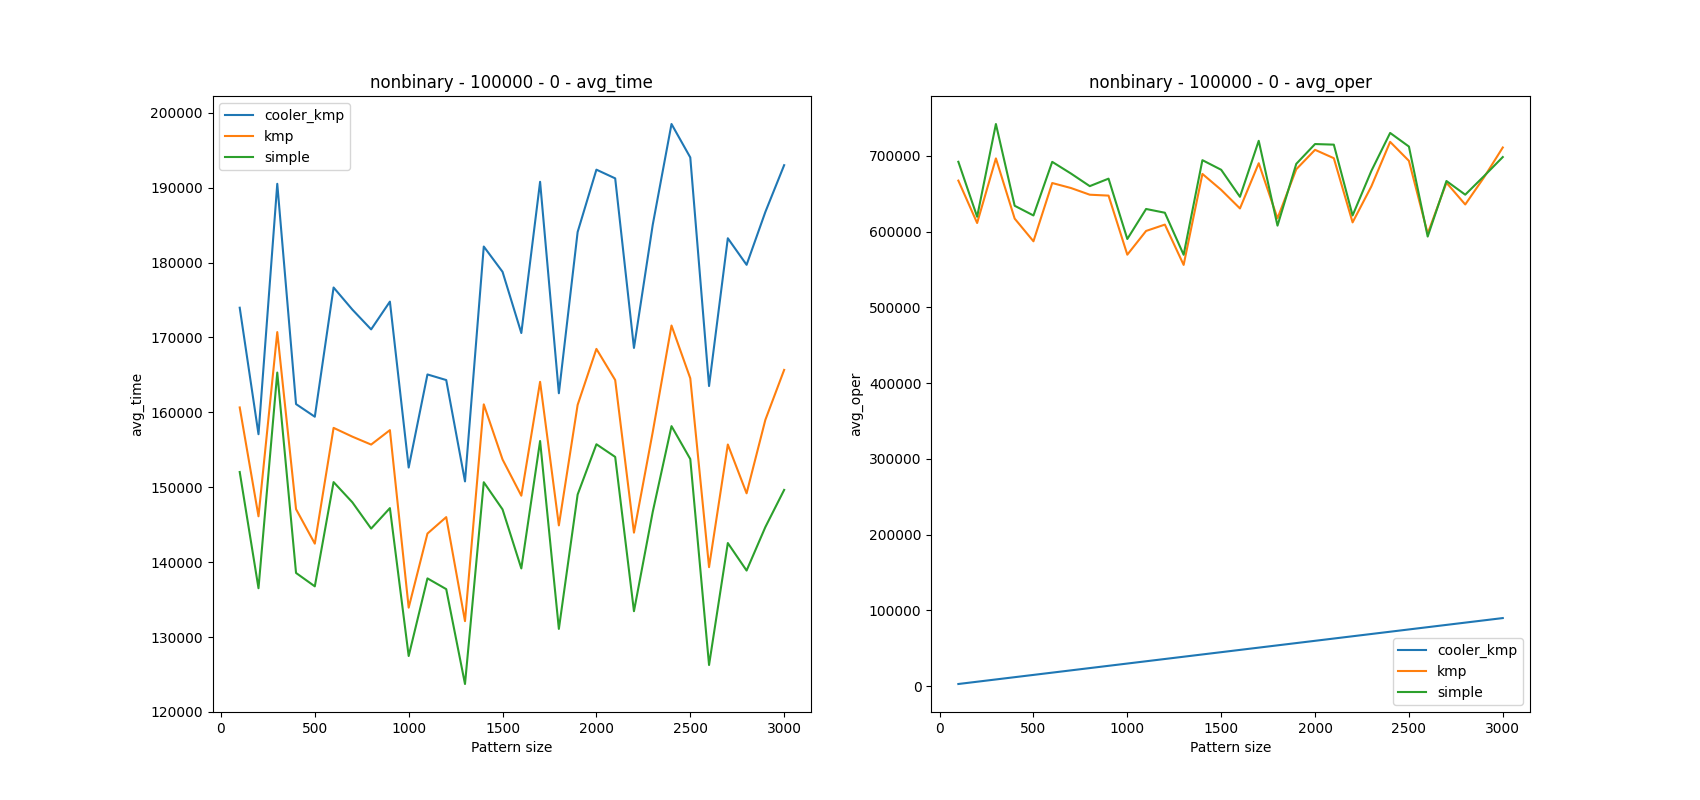 nonbinary - 100000 - 0 - avg_time
200000
190000
180000
170000
160000
150000
140000
130000
120000
avg_time
cooler_kmp
kmp
simple
0
500
1000
1500
2000
2500
3000
Pattern size
nonbinary - 100000 - 0 - avg_oper
700000
600000
500000
400000
300000
200000
100000
0
avg_oper
cooler_kmp
kmp
simple
0
500
1000
1500
2000
2500
3000
Pattern size